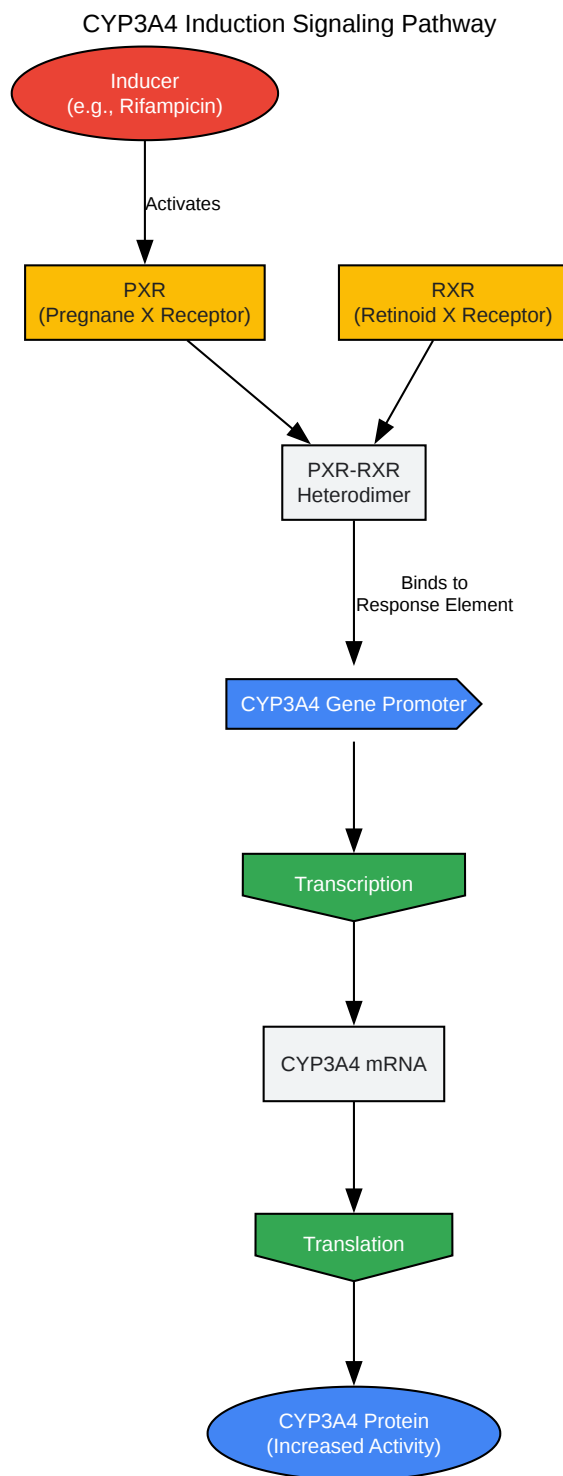 CYP3A4 Induction Signaling Pathway
Inducer
(e.g., Rifampicin)
Activates
PXR
(Pregnane X Receptor)
RXR
(Retinoid X Receptor)
PXR-RXR
Heterodimer
Binds to
Response Element
CYP3A4 Gene Promoter
Transcription
CYP3A4 mRNA
Translation
CYP3A4 Protein
(Increased Activity)